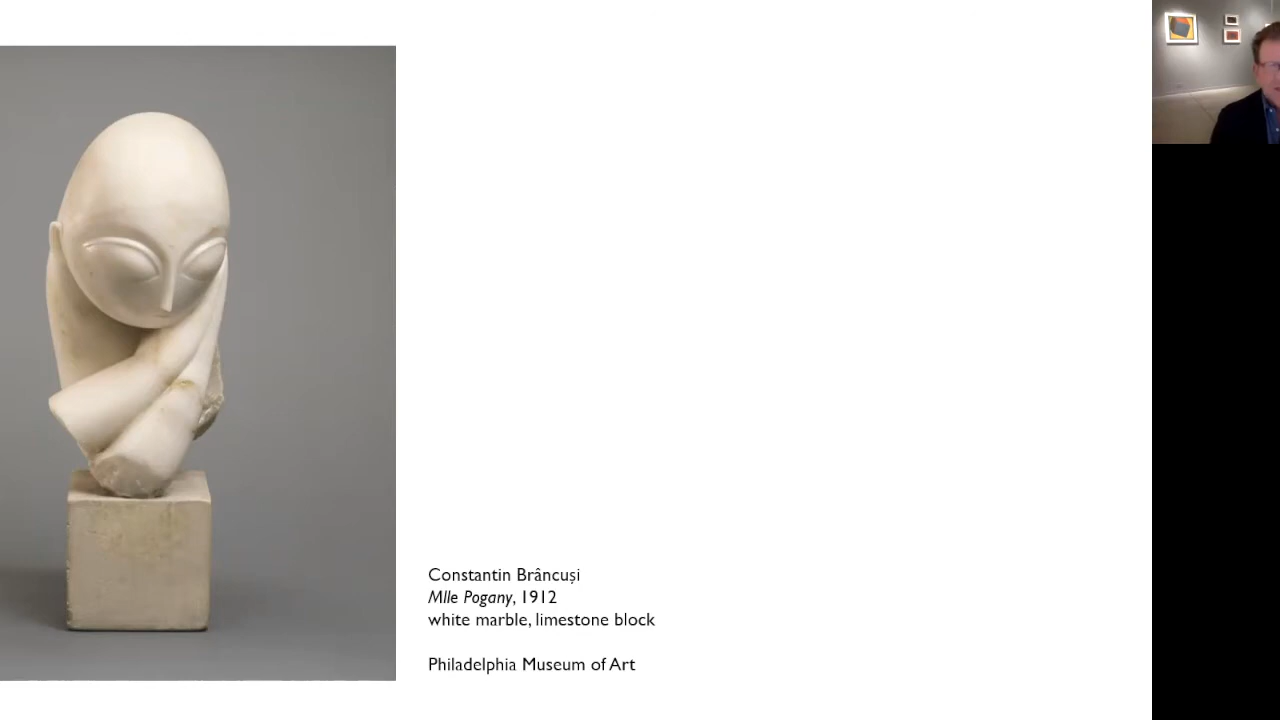 Constantin Brâncuși
Mlle Pogany, 1912
white marble, limestone block
Philadelphia Museum of Art